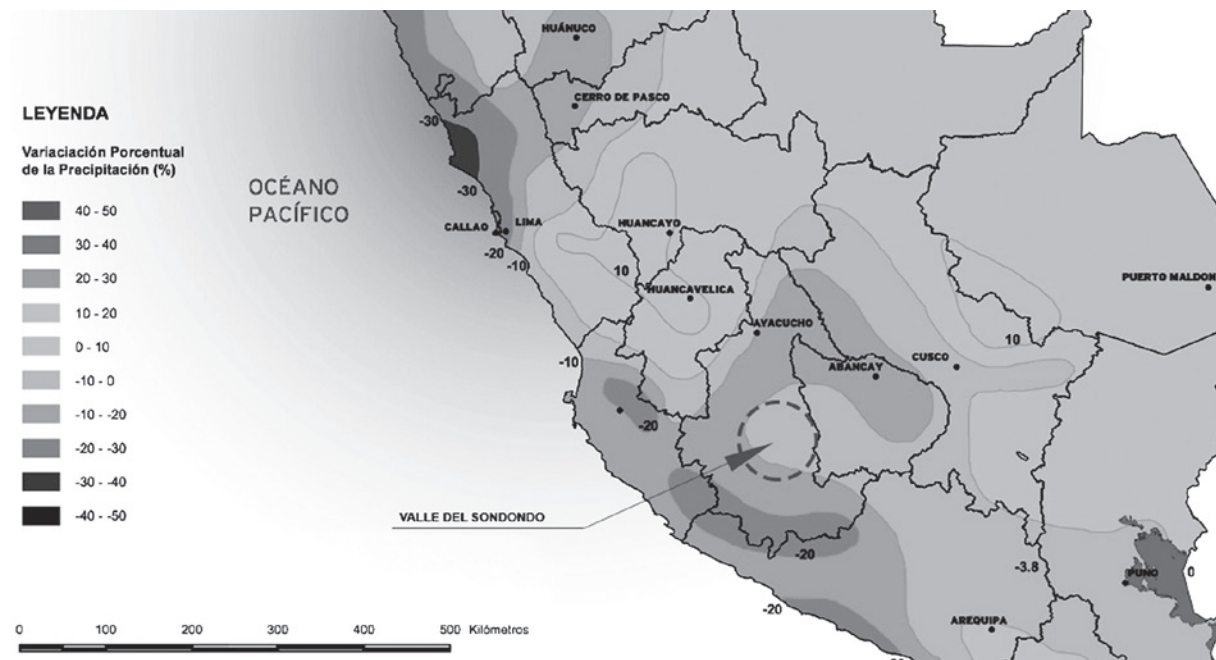 HUÁNUCO
CERRO DE PASCO
LEYENDA
Variaciación Porcentual
de la Precipitación (%)
40 - 50
30 - 40
20 - 30
10 - 20
0 - 10
-10 - 0
-10 - -20
-20 - -30
-30 - -40
-40 - -50
OCÉANO
PACÍFICO
-30
-30
CALLAO
LIMA
-20
-10
HUANCAYO
10
HUANCAVELICA
PUERTO MALDON
AYACUCHO
10
-10
ABANCAY
CUSCO
-20
VALLE DEL SONDONDO
-20
-3.8
PUNO
0
-20
AREQUIPA
0 100 200 300 400 500 Kilómetros